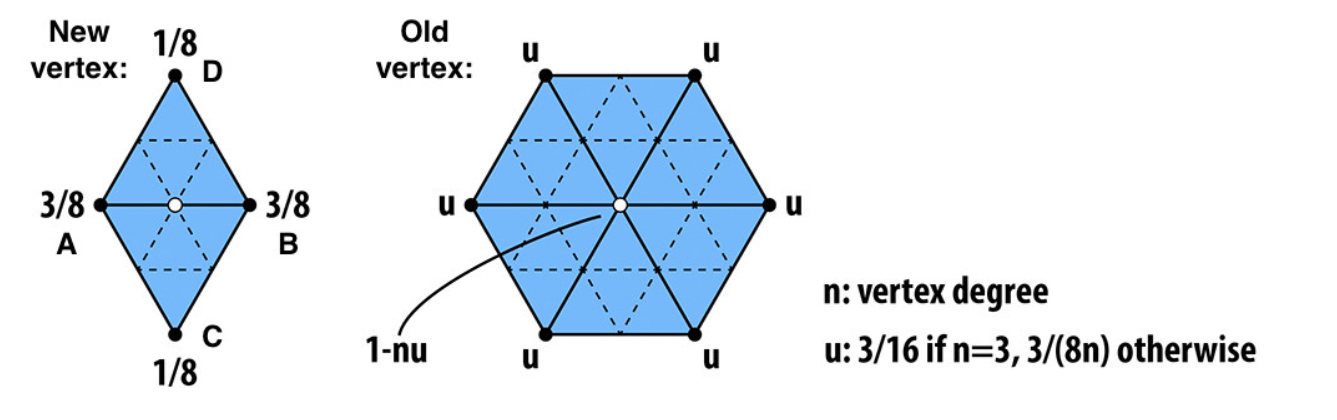 New
vertex:
1/8
D
3/8
A
3/8
B
C
1/8
Old
vertex:
u
u
u
u
u
u
1-nu
n: vertex degree
u: 3/16 if n=3, 3/(8n) otherwise